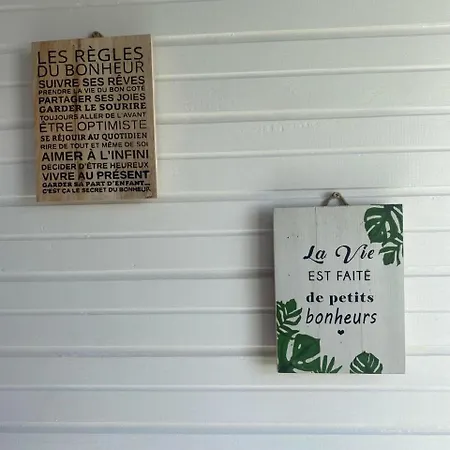 LES RÈGLES
DU BONHEUR
SUIVRE SES RÊVES
PRENDRE LA VIE DU BON COTÉ
PARTAGER SES JOIES
GARDER LE SOURIRE
TOUJOURS ALLER DE L'AVANT
ÊTRE OPTIMISTE
SE RÉJOUIR AU QUOTIDIEN
RIRE DE TOUT ET MÊME DE SOI
AIMER À L'INFINI
DECIDER D'ÊTRE HEUREUX
VIVRE AU PRÉSENT
GARDER SA PART D'ENFANT...
C'EST ÇA LE SECRET DU BONHEUR
La Vie
EST FAITE
de petits
bonheurs